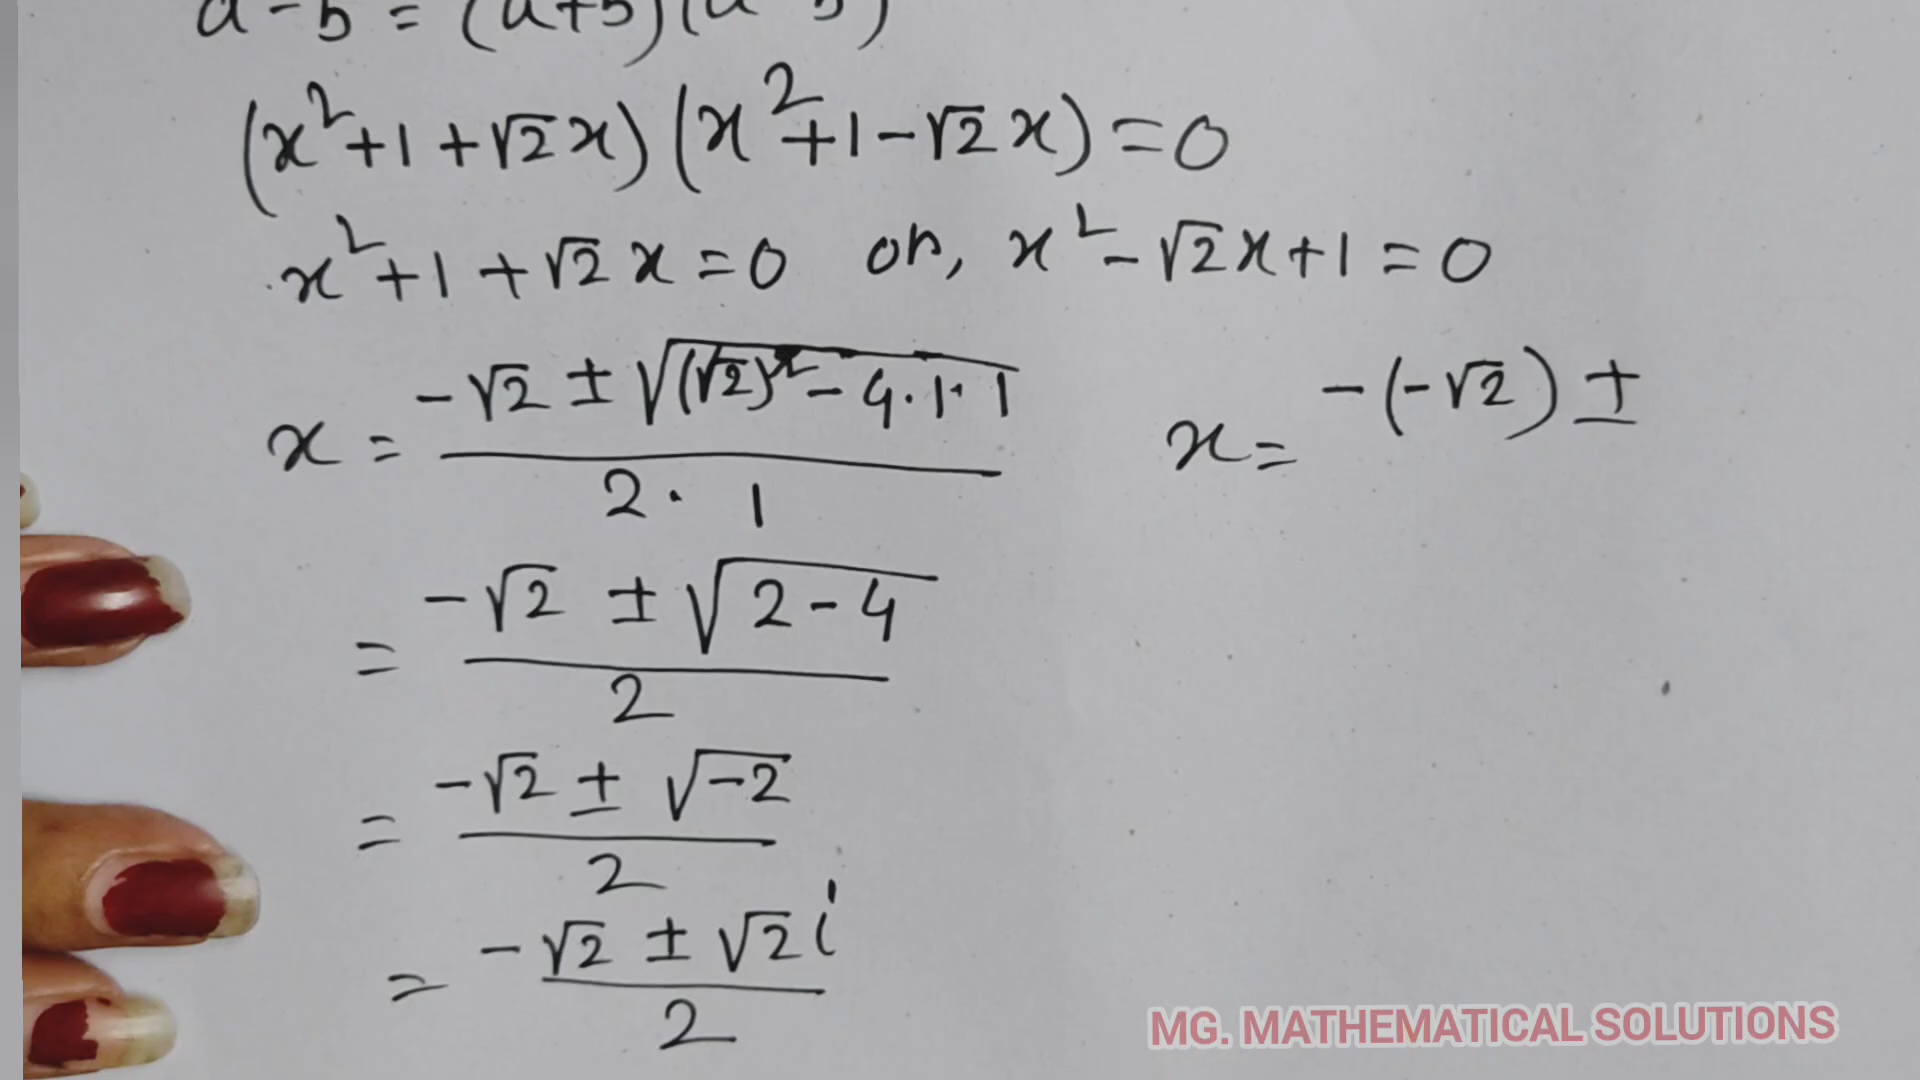 a² - b² = (a+b)(a-b)
(x²+1+√2x)(x²+1-√2x)=0
x²+1+√2x=0 or, x²-√2x+1=0
x = (-√2 ± √((√2)²-4·1·1))/(2·1) x = -(-√2) ±
= (-√2 ± √(2-4))/2
= (-√2 ± √-2)/2
= (-√2 ± √2i)/2
MG. MATHEMATICAL SOLUTIONS